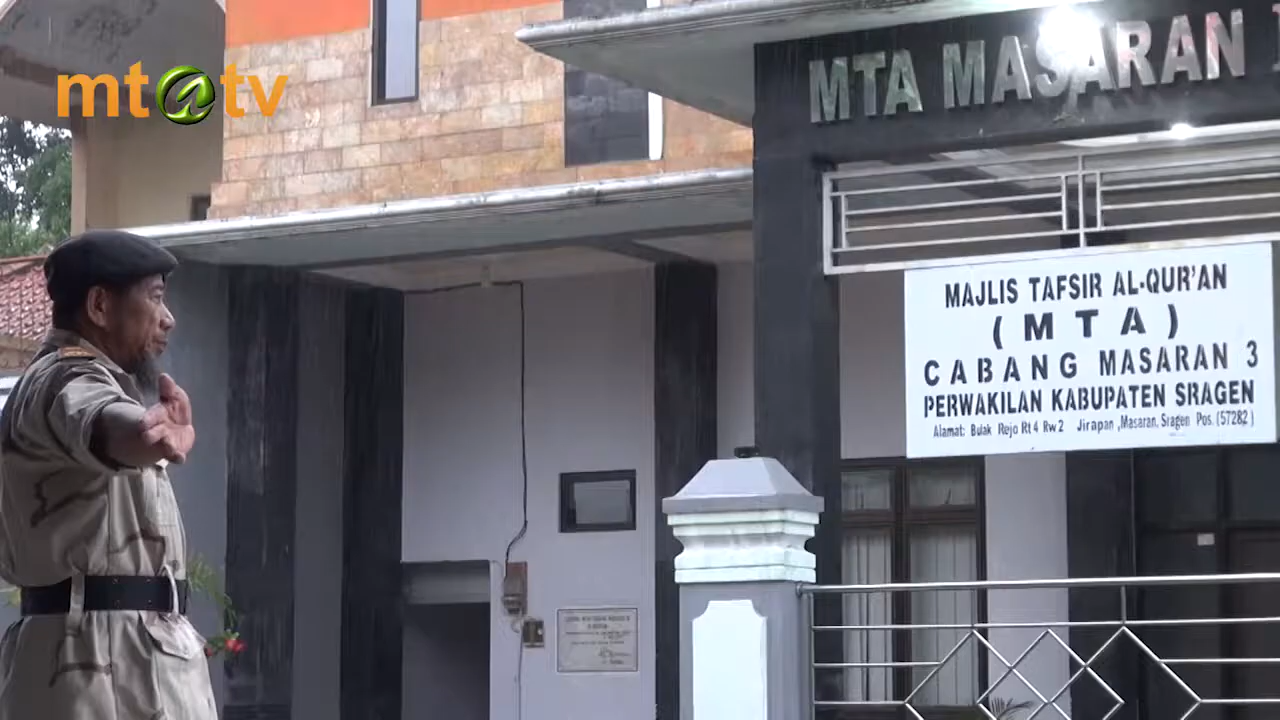 mt@tv
MTA MASARAN
MAJLIS TAFSIR AL-QUR'AN
( M T A )
CABANG MASARAN 3
PERWAKILAN KABUPATEN SRAGEN
Alamat: Bulak Rejo Rt 4 Rw 2 Jirapan ,Masaran, Sragen Pos. (57282)